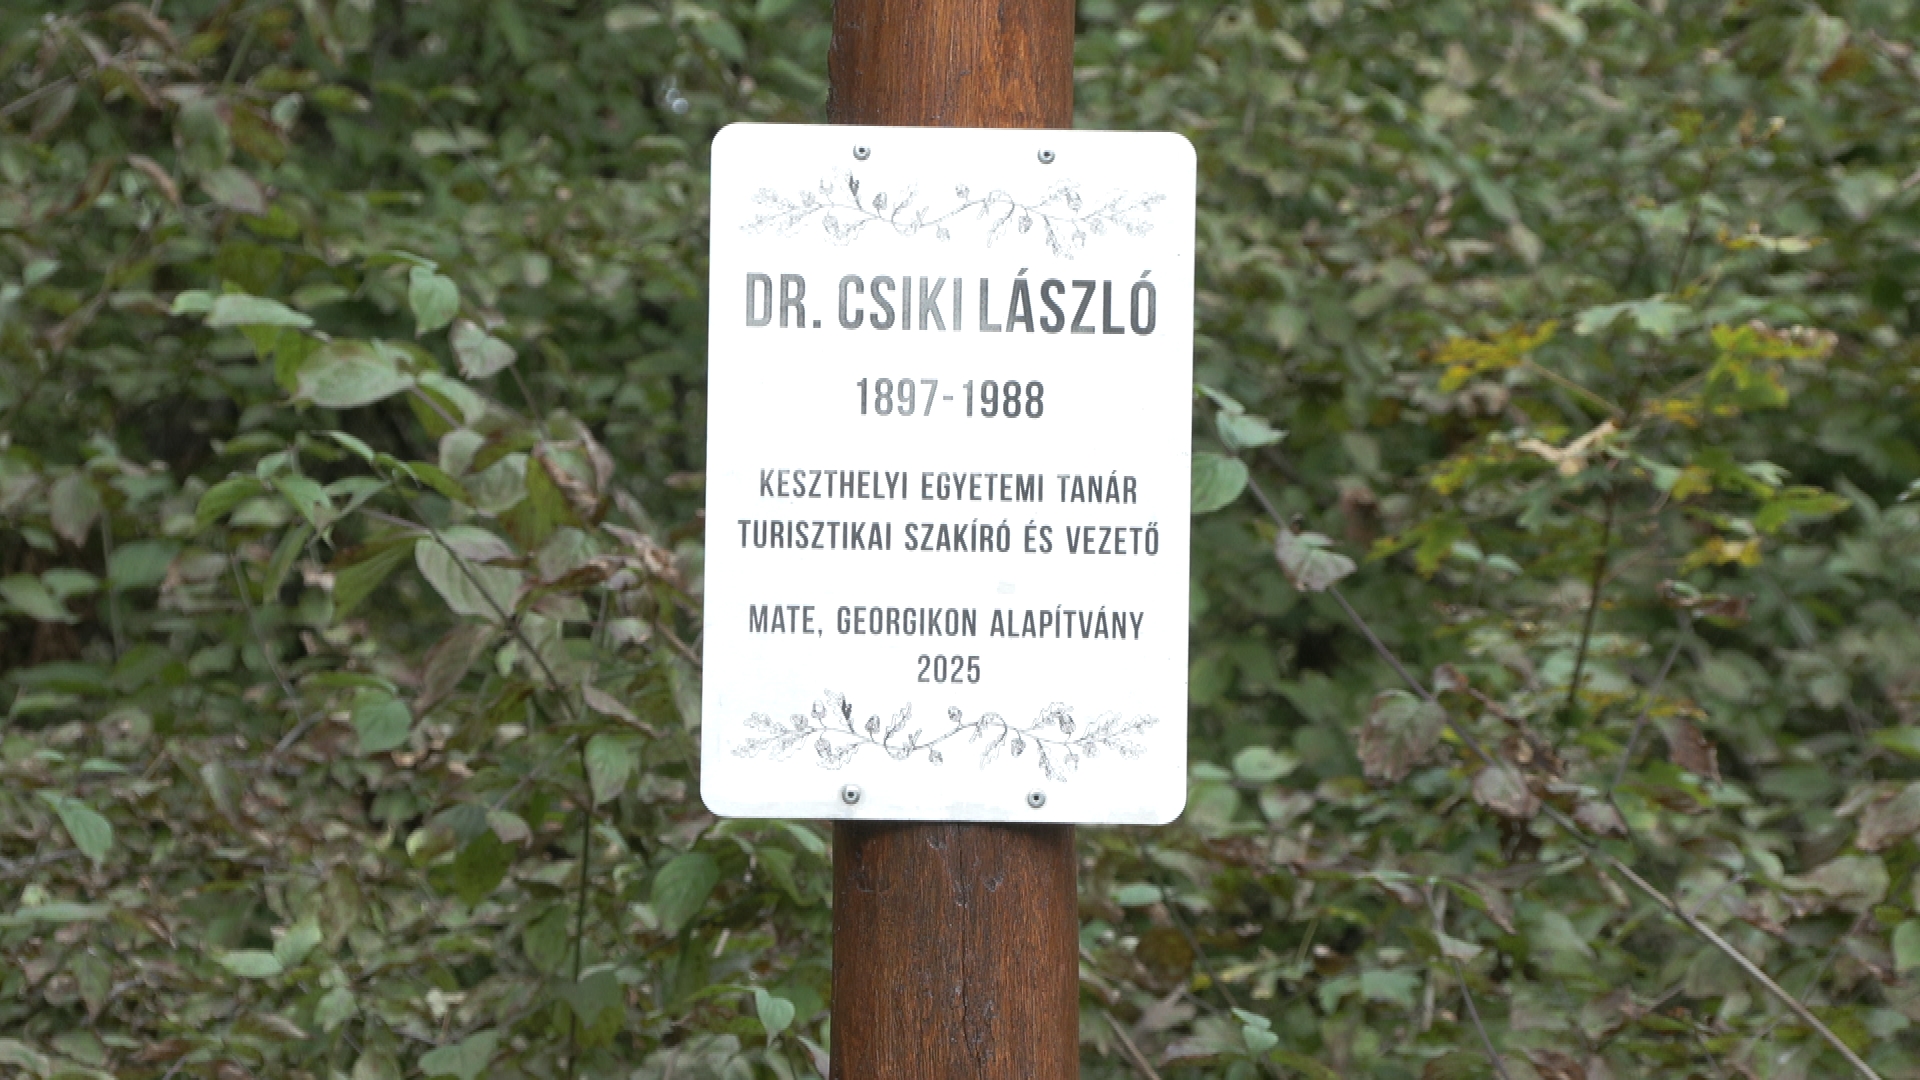 DR. CSIKI LÁSZLÓ
1897-1988
KESZTHELYI EGYETEMI TANÁR
TURISZTIKAI SZAKÍRÓ ÉS VEZETŐ
MATE, GEORGIKON ALAPÍTVÁNY
2025